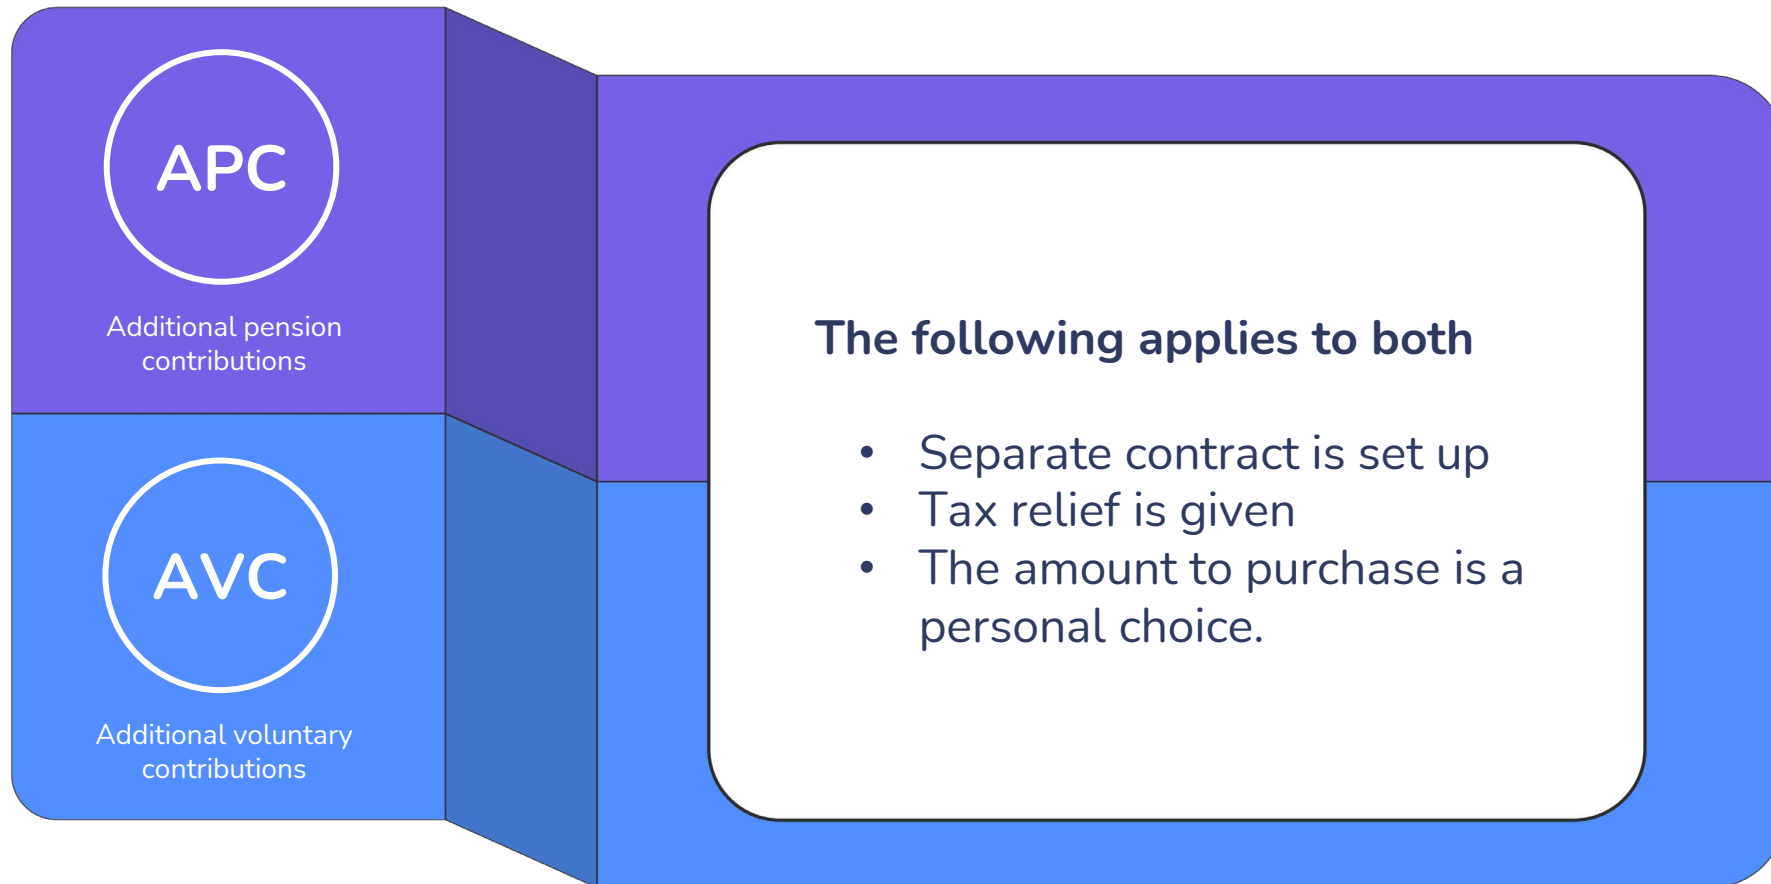 APC
Additional pension
contributions
AVC
Additional voluntary
contributions
The following applies to both
• Separate contract is set up
• Tax relief is given
• The amount to purchase is a
personal choice.